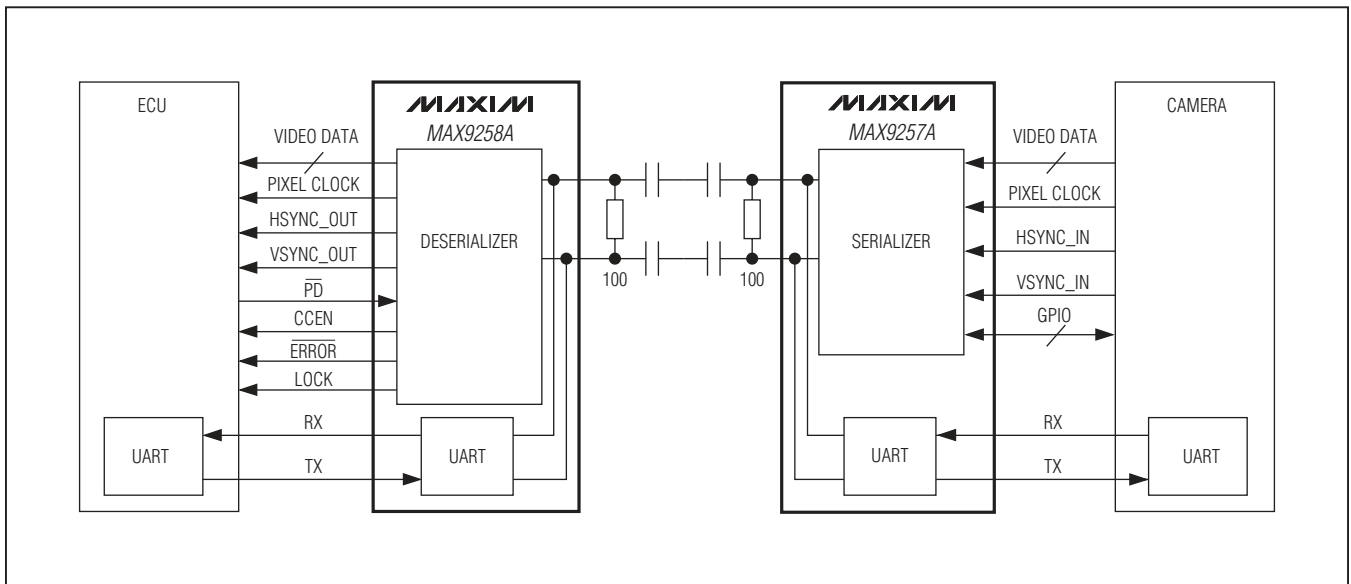 ECU
VIDEO DATA
PIXEL CLOCK
HSYNC_OUT
VSYNC_OUT
PD
CCEN
ERROR
LOCK
RX
TX
UART
MAXIM
MAX9258A
DESERIALIZER
UART
100
100
MAXIM
MAX9257A
SERIALIZER
UART
VIDEO DATA
PIXEL CLOCK
HSYNC_IN
VSYNC_IN
GPIO
RX
TX
CAMERA
UART